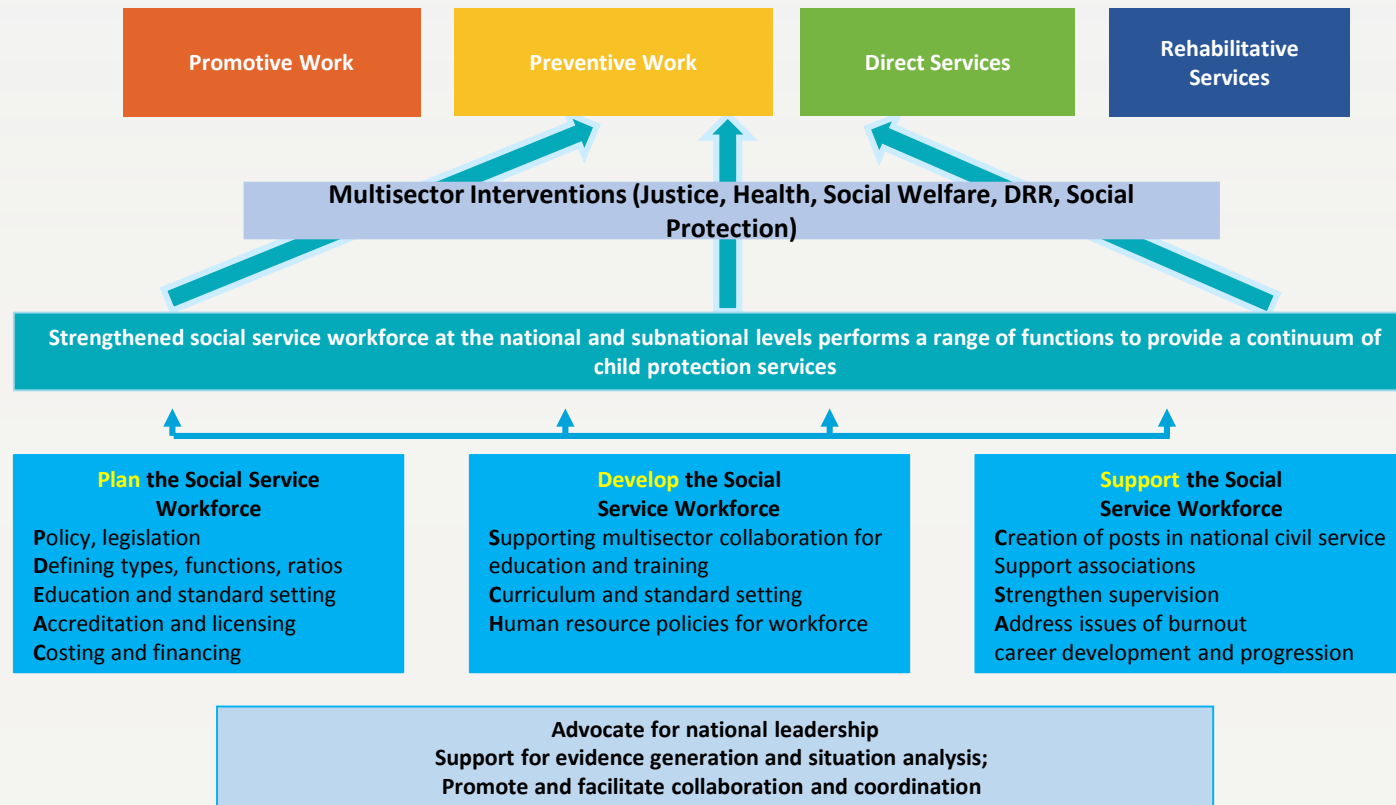 Promotive Work
Preventive Work
Direct Services
Rehabilitative
Services
Multisector Interventions (Justice, Health, Social Welfare, DRR, Social
Protection)
Strengthened social service workforce at the national and subnational levels performs a range of functions to provide a continuum of
child protection services
Plan the Social Service
Workforce
Policy, legislation
Defining types, functions, ratios
Education and standard setting
Accreditation and licensing
Costing and financing
Develop the Social
Service Workforce
Supporting multisector collaboration for
education and training
Curriculum and standard setting
Human resource policies for workforce
Support the Social
Service Workforce
Creation of posts in national civil service
Support associations
Strengthen supervision
Address issues of burnout
career development and progression
Advocate for national leadership
Support for evidence generation and situation analysis;
Promote and facilitate collaboration and coordination